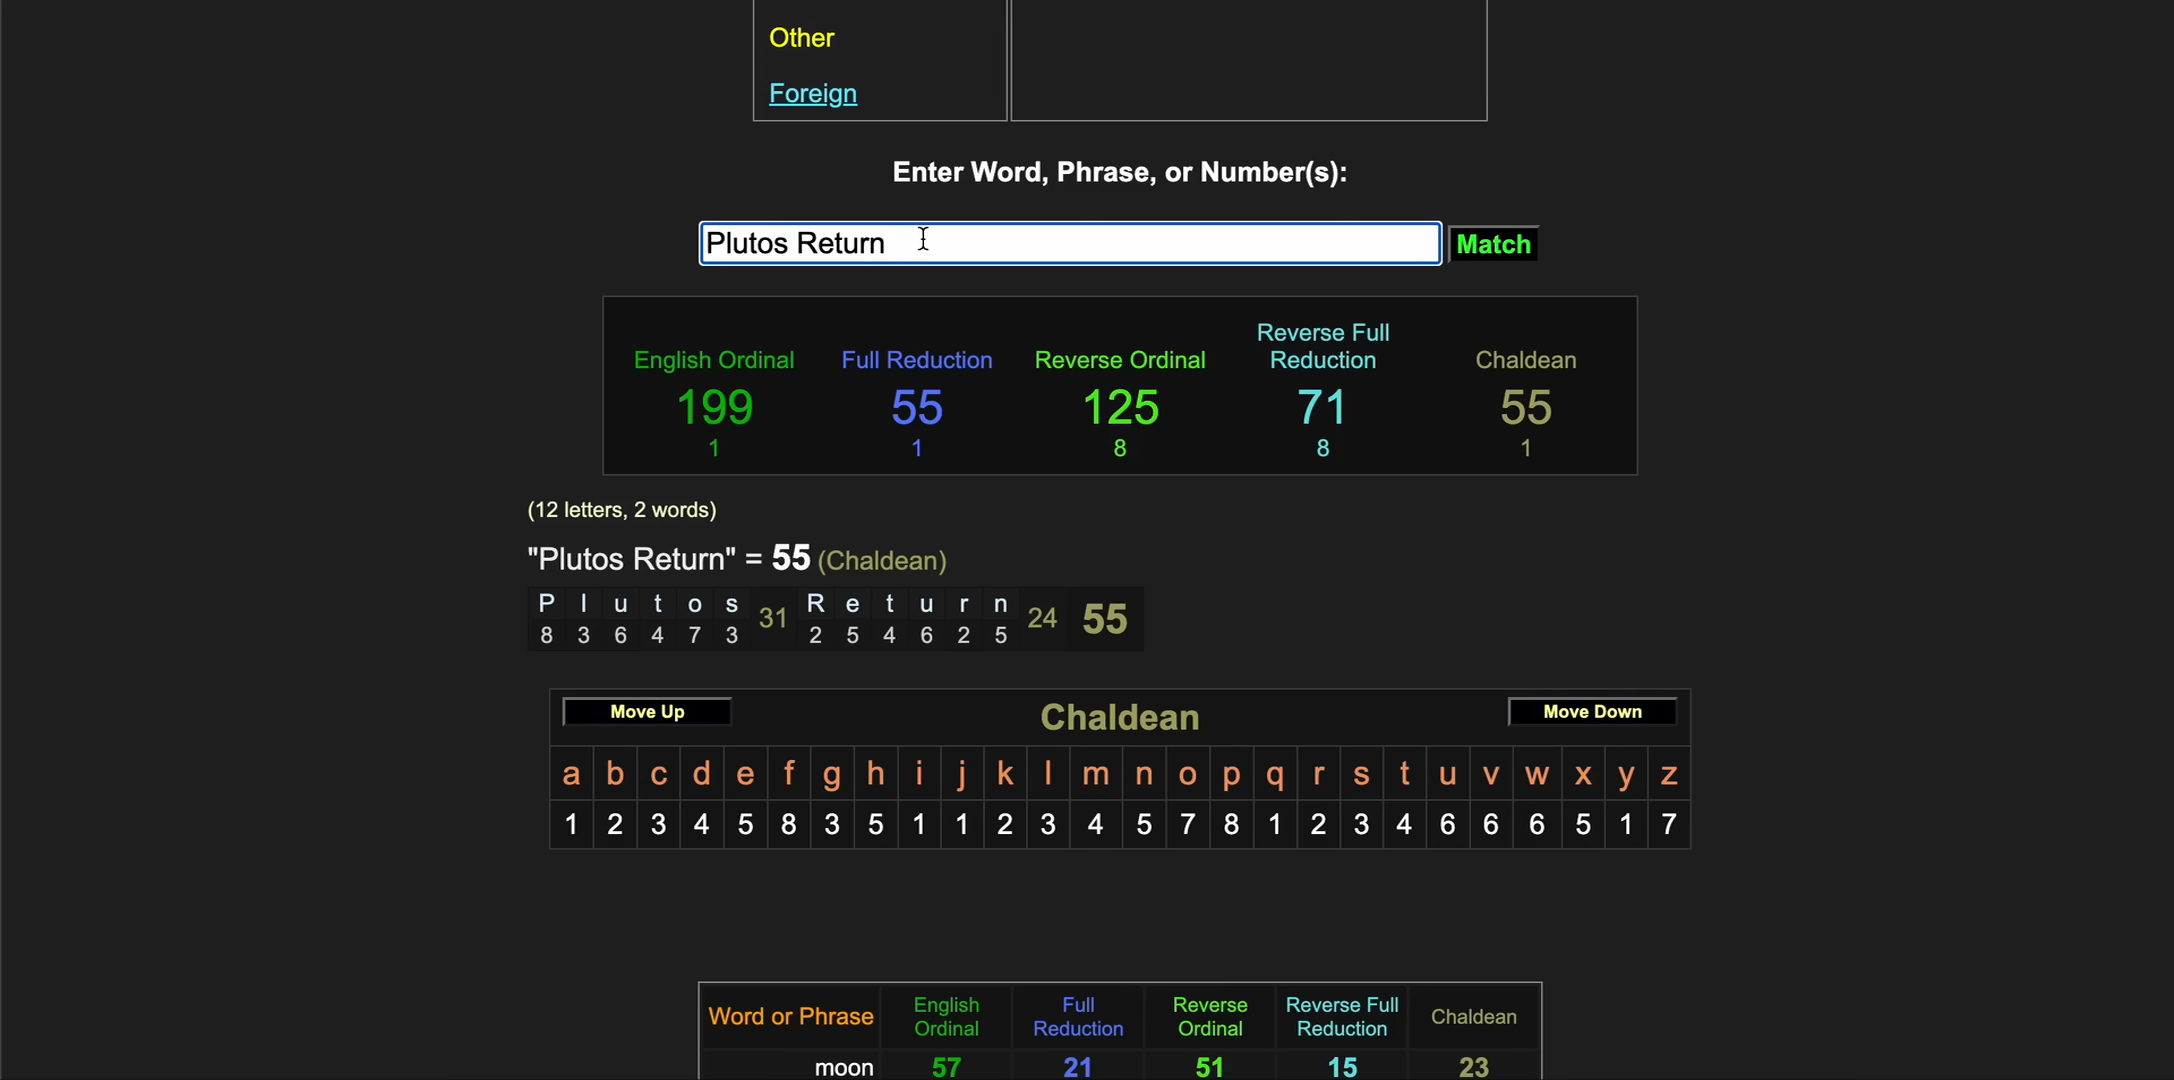 Other
Foreign
Enter Word, Phrase, or Number(s):
Plutos Return
Match
English Ordinal Full Reduction Reverse Ordinal Reverse Full Reduction Chaldean
199 55 125 71 55
1 1 8 8 1
(12 letters, 2 words)
"Plutos Return" = 55 (Chaldean)
P l u t o s 31 R e t u r n 24 55
8 3 6 4 7 3 2 5 4 6 2 5
Move Up Chaldean Move Down
a b c d e f g h i j k l m n o p q r s t u v w x y z
1 2 3 4 5 8 3 5 1 1 2 3 4 5 7 8 1 2 3 4 6 6 6 5 1 7
Word or Phrase English Ordinal Full Reduction Reverse Ordinal Reverse Full Reduction Chaldean
moon 57 21 51 15 23